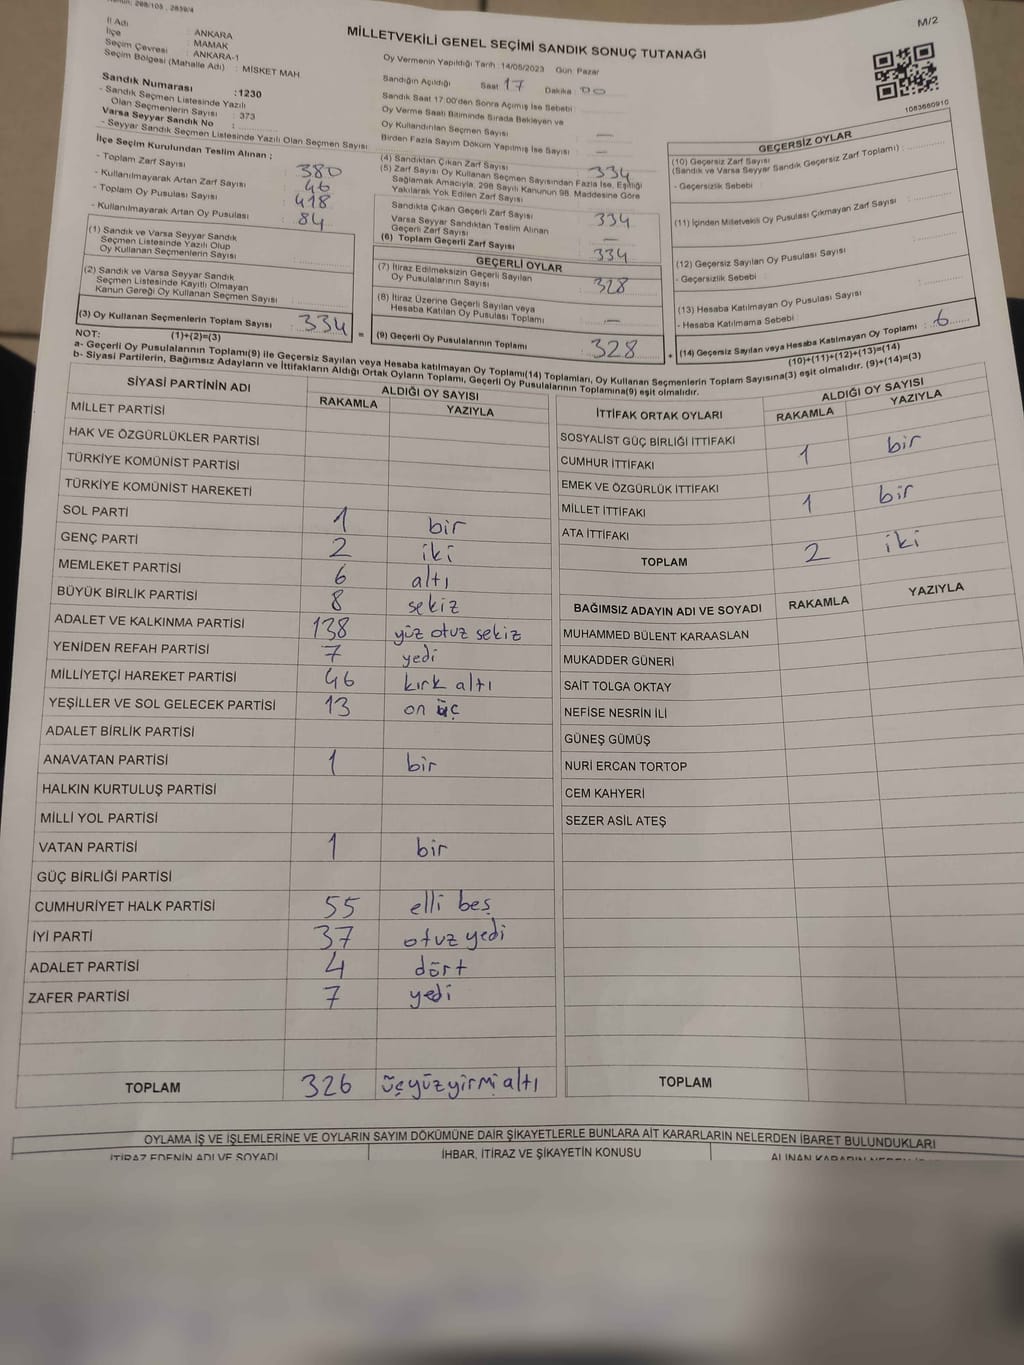 M/2
İl Adı : ANKARA
İlçe : MAMAK
Seçim Çevresi : ANKARA-1
Seçim Bölgesi (Mahalle Adı) : MİSKET MAH.
MİLLETVEKİLİ GENEL SEÇİMİ SANDIK SONUÇ TUTANAĞI
Oy Vermenin Yapıldığı Tarih : 14/05/2023 Gün: Pazar
Sandığın Açıldığı Saat 17 Dakika : 00
1083660910
Sandık Numarası :1230
- Sandık Seçmen Listesinde Yazılı
Olan Seçmenlerin Sayısı : 373
Varsa Seyyar Sandık No :
- Seyyar Sandık Seçmen Listesinde Yazılı Olan Seçmen Sayısı :
Sandık Saat 17:00'den Sonra Açılmış İse Sebebi :
Oy Verme Saati Bitiminde Sırada Bekleyen ve
Oy Kullandırılan Seçmen Sayısı : —
Birden Fazla Sayım Döküm Yapılmış İse Sayısı : —
İlçe Seçim Kurulundan Teslim Alınan ;
- Toplam Zarf Sayısı : 380
- Kullanılmayarak Artan Zarf Sayısı : 46
- Toplam Oy Pusulası Sayısı : 418
- Kullanılmayarak Artan Oy Pusulası : 84
(1) Sandık ve Varsa Seyyar Sandık
Seçmen Listesinde Yazılı Olup
Oy Kullanan Seçmenlerin Sayısı :
(2) Sandık ve Varsa Seyyar Sandık
Seçmen Listesinde Kayıtlı Olmayan
Kanun Gereği Oy Kullanan Seçmen Sayısı :
(3) Oy Kullanan Seçmenlerin Toplam Sayısı : 334
(1)+(2)=(3)
(4) Sandıktan Çıkan Zarf Sayısı : 334
(5) Zarf Sayısı Oy Kullanan Seçmen Sayısından Fazla İse, Eşitliği
Sağlamak Amacıyla, 298 Sayılı Kanunun 98. Maddesine Göre
Yakılarak Yok Edilen Zarf Sayısı :
Sandıkta Çıkan Geçerli Zarf Sayısı : 334
Varsa Seyyar Sandıktan Teslim Alınan
Geçerli Zarf Sayısı : —
(6) Toplam Geçerli Zarf Sayısı : 334
GEÇERLİ OYLAR
(7) İtiraz Edilmeksizin Geçerli Sayılan
Oy Pusulalarının Sayısı : 328
(8) İtiraz Üzerine Geçerli Sayılan veya
Hesaba Katılan Oy Pusulası Toplamı : —
= (9) Geçerli Oy Pusulalarının Toplamı : 328
GEÇERSİZ OYLAR
(10) Geçersiz Zarf Sayısı
(Sandık ve Varsa Seyyar Sandık Geçersiz Zarf Toplamı) :
- Geçersizlik Sebebi :
(11) İçinden Milletvekili Oy Pusulası Çıkmayan Zarf Sayısı :
(12) Geçersiz Sayılan Oy Pusulası Sayısı :
- Geçersizlik Sebebi :
(13) Hesaba Katılmayan Oy Pusulası Sayısı :
- Hesaba Katılmama Sebebi :
+ (14) Geçersiz Sayılan veya Hesaba Katılmayan Oy Toplamı : 6
(10)+(11)+(12)+(13)=(14)
NOT:
a- Geçerli Oy Pusulalarının Toplamı(9) ile Geçersiz Sayılan veya Hesaba katılmayan Oy Toplamı(14) Toplamları, Oy Kullanan Seçmenlerin Toplam Sayısına(3) eşit olmalıdır. (9)+(14)=(3)
b- Siyasi Partilerin, Bağımsız Adayların ve İttifakların Aldığı Ortak Oyların Toplamı, Geçerli Oy Pusulalarının Toplamına(9) eşit olmalıdır.
SİYASİ PARTİNİN ADI ALDIĞI OY SAYISI
RAKAMLA YAZIYLA
MİLLET PARTİSİ
HAK VE ÖZGÜRLÜKLER PARTİSİ
TÜRKİYE KOMÜNİST PARTİSİ
TÜRKİYE KOMÜNİST HAREKETİ
SOL PARTİ 1 bir
GENÇ PARTİ 2 iki
MEMLEKET PARTİSİ 6 altı
BÜYÜK BİRLİK PARTİSİ 8 sekiz
ADALET VE KALKINMA PARTİSİ 138 yüz otuz sekiz
YENİDEN REFAH PARTİSİ 7 yedi
MİLLİYETÇİ HAREKET PARTİSİ 46 kırk altı
YEŞİLLER VE SOL GELECEK PARTİSİ 13 on üç
ADALET BİRLİK PARTİSİ
ANAVATAN PARTİSİ 1 bir
HALKIN KURTULUŞ PARTİSİ
MİLLİ YOL PARTİSİ
VATAN PARTİSİ 1 bir
GÜÇ BİRLİĞİ PARTİSİ
CUMHURİYET HALK PARTİSİ 55 elli beş
İYİ PARTİ 37 otuz yedi
ADALET PARTİSİ 4 dört
ZAFER PARTİSİ 7 yedi
TOPLAM 326 üçyüzyirmialtı
İTTİFAK ORTAK OYLARI ALDIĞI OY SAYISI
RAKAMLA YAZIYLA
SOSYALİST GÜÇ BİRLİĞİ İTTİFAKI
CUMHUR İTTİFAKI 1 bir
EMEK VE ÖZGÜRLÜK İTTİFAKI
MİLLET İTTİFAKI 1 bir
ATA İTTİFAKI
TOPLAM 2 iki
BAĞIMSIZ ADAYIN ADI VE SOYADI RAKAMLA YAZIYLA
MUHAMMED BÜLENT KARAASLAN
MUKADDER GÜNERİ
SAİT TOLGA OKTAY
NEFİSE NESRİN İLİ
GÜNEŞ GÜMÜŞ
NURİ ERCAN TORTOP
CEM KAHYERİ
SEZER ASİL ATEŞ
TOPLAM
OYLAMA İŞ VE İŞLEMLERİNE VE OYLARIN SAYIM DÖKÜMÜNE DAİR ŞİKAYETLERLE BUNLARA AİT KARARLARIN NELERDEN İBARET BULUNDUKLARI
İTİRAZ EDENİN ADI VE SOYADI İHBAR, İTİRAZ VE ŞİKAYETİN KONUSU